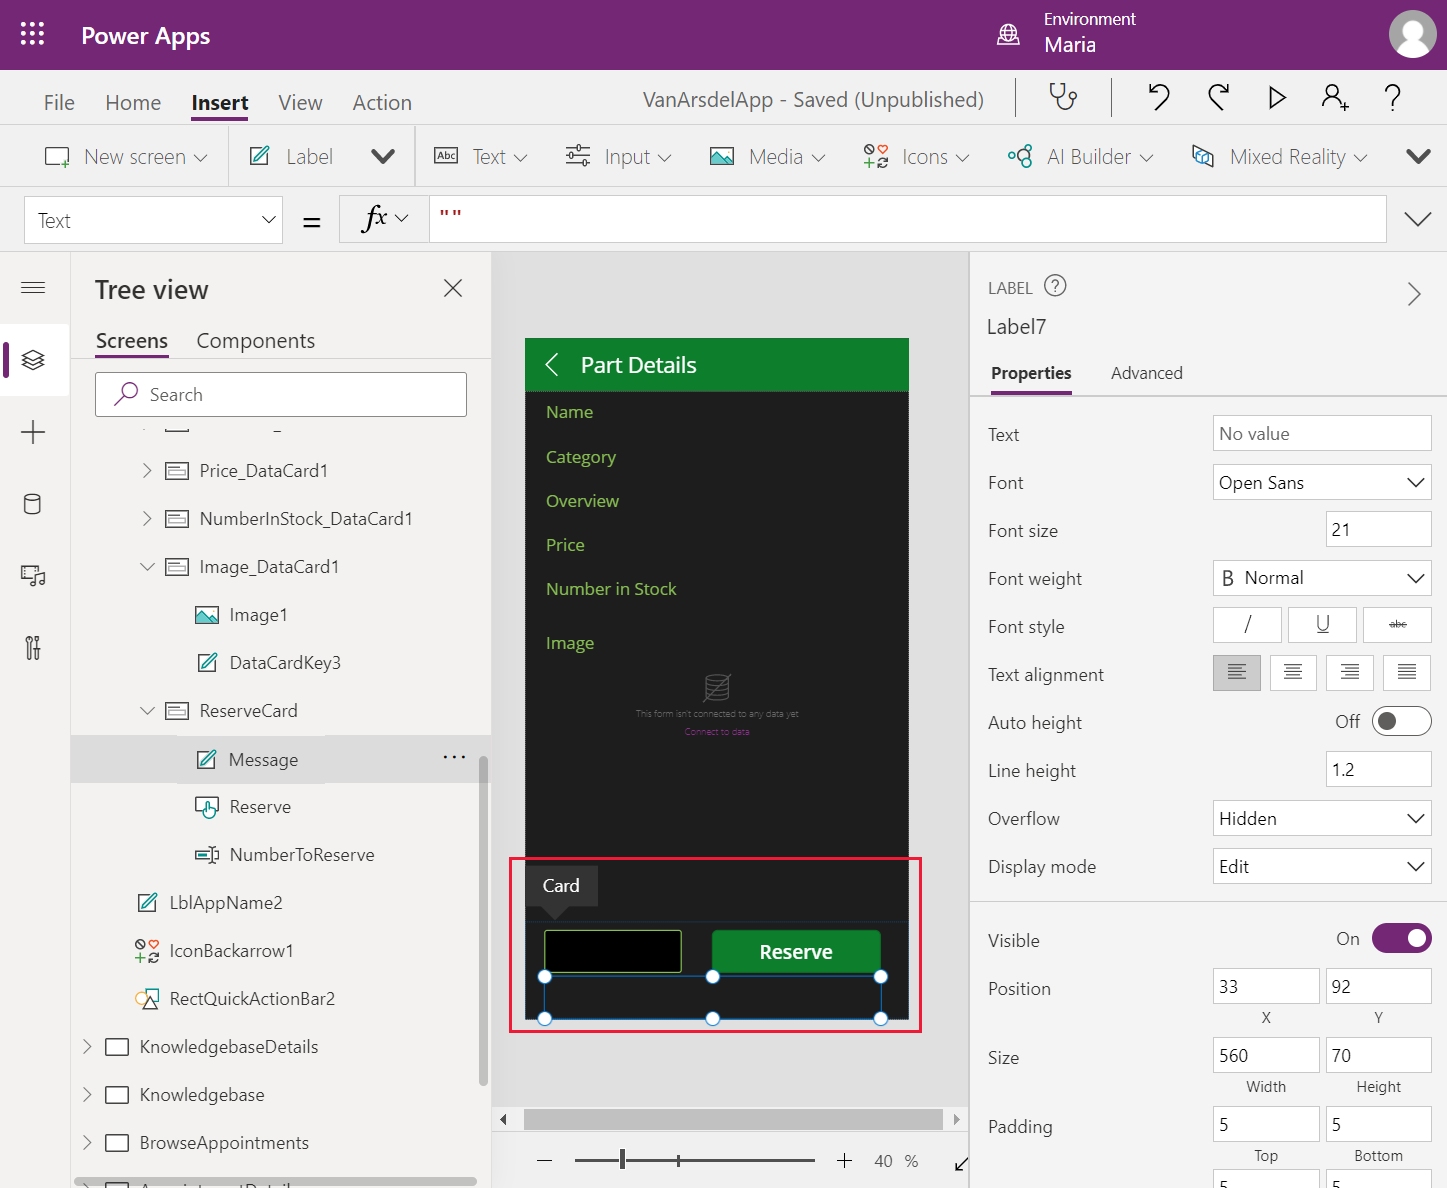 Power Apps
Environment
Maria
File Home Insert View Action
VanArsdelApp - Saved (Unpublished)
New screen Label Text Input Media Icons AI Builder Mixed Reality
Abc
Text = fx ""
Tree view
Screens Components
Search
Price_DataCard1
NumberInStock_DataCard1
Image_DataCard1
Image1
DataCardKey3
ReserveCard
Message ...
Reserve
NumberToReserve
LblAppName2
IconBackarrow1
RectQuickActionBar2
KnowledgebaseDetails
Knowledgebase
BrowseAppointments
Part Details
Name
Category
Overview
Price
Number in Stock
Image
This form isn't connected to any data yet
Connect to data
Card
Reserve
40 %
LABEL ?
Label7
Properties Advanced
Text No value
Font Open Sans
Font size 21
Font weight B Normal
Font style / U abc
Text alignment
Auto height Off
Line height 1.2
Overflow Hidden
Display mode Edit
Visible On
Position 33 92
X Y
Size 560 70
Width Height
Padding 5 5
Top Bottom
5 5